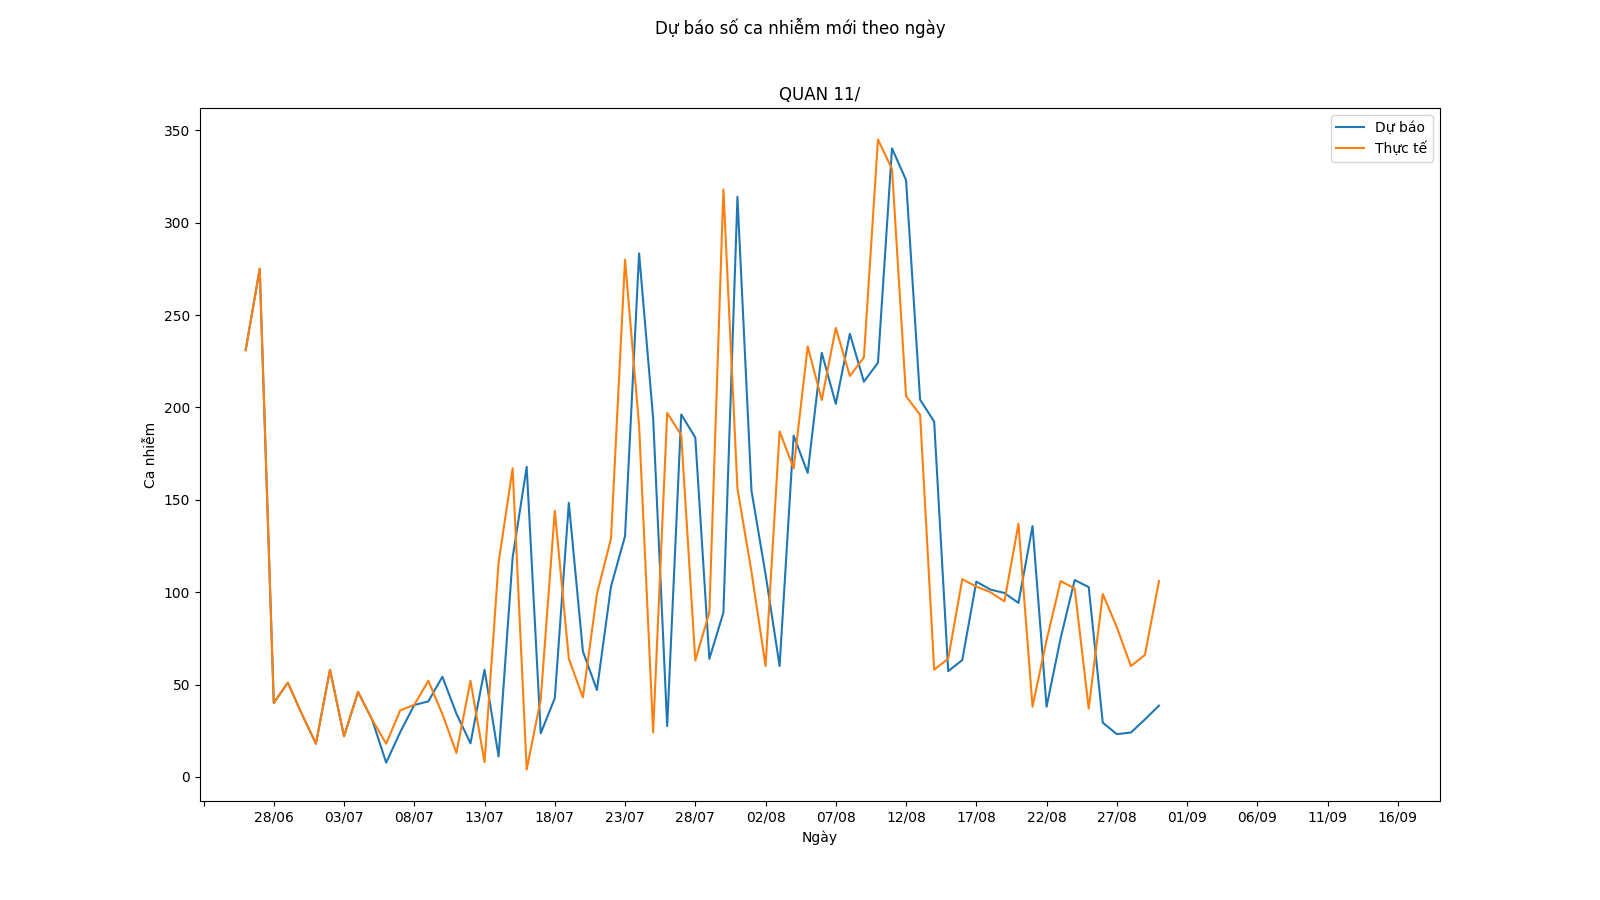 Dự báo số ca nhiễm mới theo ngày
QUAN 11/
Dự báo
Thực tế
350
300
250
200
150
100
50
0
Ca nhiễm
28/06 03/07 08/07 13/07 18/07 23/07 28/07 02/08 07/08 12/08 17/08 22/08 27/08 01/09 06/09 11/09 16/09
Ngày